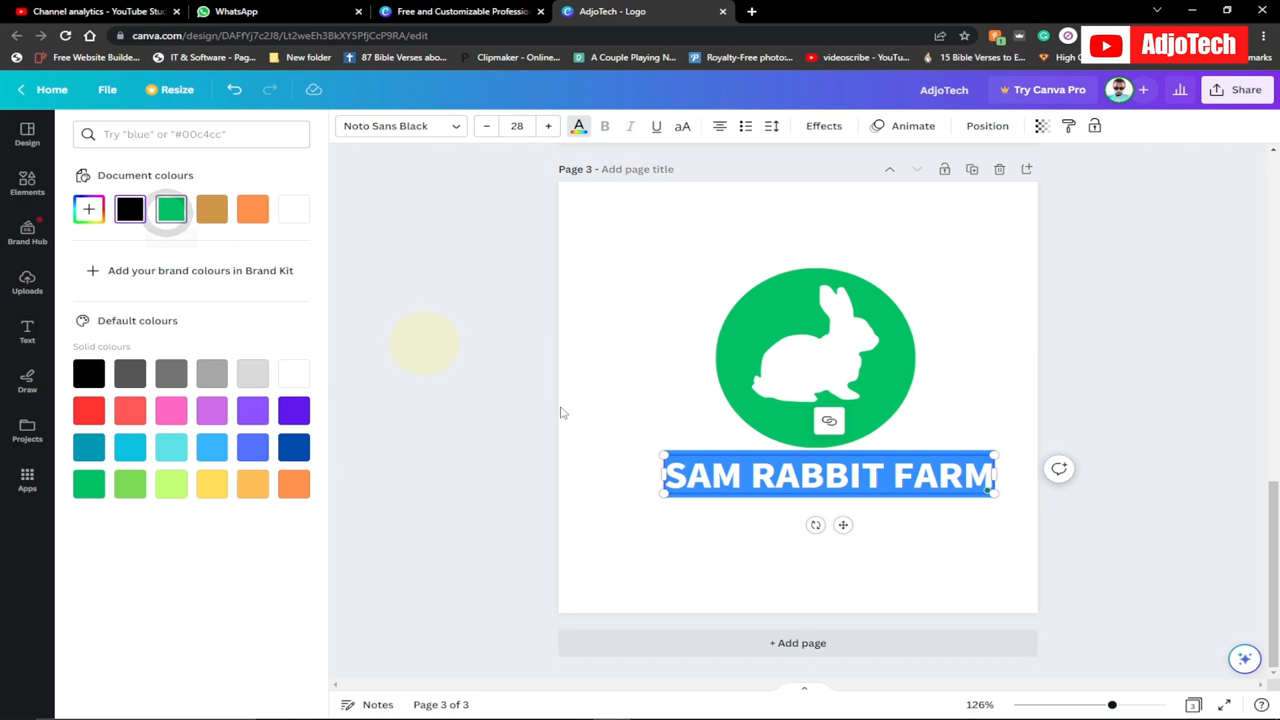 Channel analytics - YouTube Stu
WhatsApp
Free and Customizable Professio
AdjoTech - Logo
canva.com/design/DAFfYj7c2J8/Lt2weEh3BkXY5PfjCcP9RA/edit
Free Website Builde...
IT & Software - Pag...
New folder
87 Bible Verses abo...
Clipmaker - Online...
A Couple Playing N...
Royalty-Free photo:...
videoscribe - YouTu...
15 Bible Verses to E...
High
kmarks
AdjoTech
Home
File
Resize
AdjoTech
Try Canva Pro
Share
Design
Elements
Brand Hub
Uploads
Text
Draw
Projects
Apps
Try "blue" or "#00c4cc"
Document colours
Add your brand colours in Brand Kit
Default colours
Solid colours
Noto Sans Black
28
A
B
I
U
aA
Effects
Animate
Position
Page 3 - Add page title
SAM RABBIT FARM
+ Add page
Notes
Page 3 of 3
126%
3